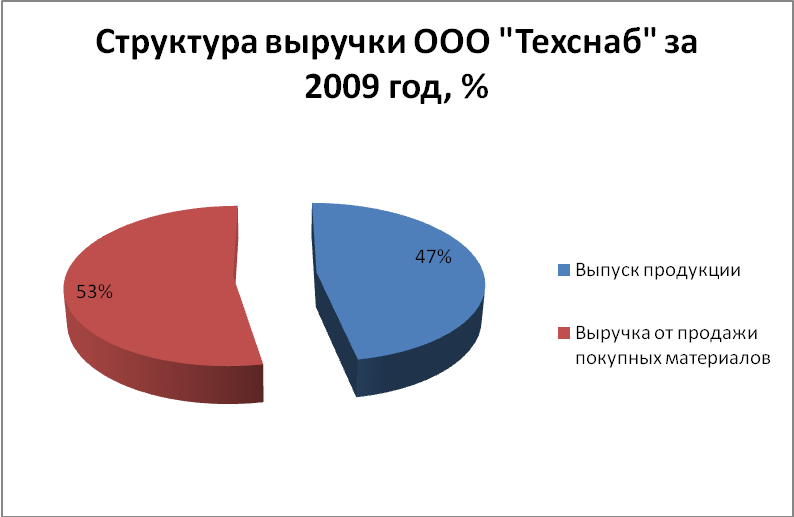 Структура выручки ООО "Техснаб" за
2009 год, %
47%
53%
Выпуск продукции
Выручка от продажи
покупных материалов